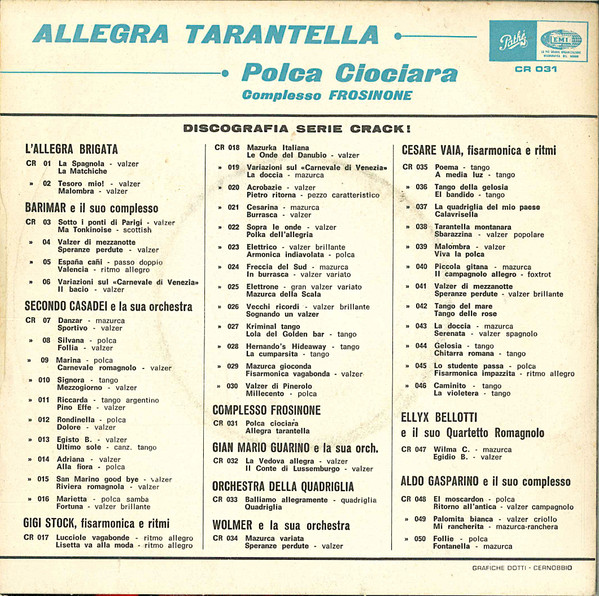 ALLEGRA TARANTELLA •
• Polca Ciociara
Complesso FROSINONE
Pathé
EMI
CR 031
DISCOGRAFIA SERIE CRACK!
L'ALLEGRA BRIGATA
CR 01 La Spagnola - valzer
La Matchiche
» 02 Tesoro mio! - valzer
Malombra - valzer
BARIMAR e il suo complesso
CR 03 Sotto i ponti di Parigi - valzer
Ma Tonkinoise - scottish
» 04 Valzer di mezzanotte
Speranze perdute - valzer
» 05 España cañi - passo doppio
Valencia - ritmo allegro
» 06 Variazioni sul «Carnevale di Venezia»
Il bacio - valzer
SECONDO CASADEI e la sua orchestra
CR 07 Danzar - mazurca
Sportivo - valzer
» 08 Silvana - polca
Follia - valzer
» 09 Marina - polca
Carnevale romagnolo - valzer
» 010 Signora - tango
Mezzogiorno - valzer
» 011 Riccarda - tango argentino
Pino Effe - valzer
» 012 Rondinella - polca
Dolore - valzer
» 013 Egisto B. - valzer
Ultimo sole - canz. tango
» 014 Adriana - valzer
Alla fiora - polca
» 015 San Marino good bye - valzer
Riviera romagnola - valzer
» 016 Marietta - polca samba
Fortuna - valzer brillante
GIGI STOCK, fisarmonica e ritmi
CR 017 Lucciole vagabonde - ritmo allegro
Lisetta va alla moda - ritmo allegro
CR 018 Mazurka Italiana
Le Onde del Danubio - valzer
» 019 Variazioni sul «Carnevale di Venezia»
La doccia - mazurca
» 020 Acrobazie - valzer
Pietro ritorna - pezzo caratteristico
» 021 Cesarina - mazurca
Burrasca - valzer
» 022 Sopra le onde - valzer
Polka dell'allegria
» 023 Elettrico - valzer brillante
Armonica indiavolata - polca
» 024 Freccia del Sud - mazurca
In burrasca - valzer variato
» 025 Elettrone - gran valzer variato
Mazurca della Scala
» 026 Vecchi ricordi - valzer brillante
Sognando un valzer
» 027 Kriminal tango
Lola del Golden bar - tango
» 028 Hernando's Hideaway - tango
La cumparsita - tango
» 029 Mazurca gioconda
Fisarmonica vagabonda - valzer
» 030 Valzer di Pinerolo
Millecento - polca
COMPLESSO FROSINONE
CR 031 Polca ciociara
Allegra tarantella
GIAN MARIO GUARINO e la sua orch.
CR 032 La Vedova allegra - valzer
Il Conte di Lussemburgo - valzer
ORCHESTRA DELLA QUADRIGLIA
CR 033 Balliamo allegramente - quadriglia
Quadriglia
WOLMER e la sua orchestra
CR 034 Mazurca variata
Speranze perdute - valzer
CESARE VAIA, fisarmonica e ritmi
CR 035 Poema - tango
A media luz - tango
» 036 Tango della gelosia
El bandido - tango
» 037 La quadriglia del mio paese
Calavrisella
» 038 Tarantella montanara
Sbarazzina - valzer popolare
» 039 Malombra - valzer
Viva la polca
» 040 Piccola gitana - mazurca
Il campagnolo allegro - foxtrot
» 041 Valzer di mezzanotte
Speranze perdute - valzer brillante
» 042 Tango del mare
Tango delle rose
» 043 La doccia - mazurca
Serenata - valzer spagnolo
» 044 Gelosia - tango
Chitarra romana - tango
» 045 Lo studente passa - polca
Fisarmonica impazzita - ritmo allegro
» 046 Caminito - tango
La violetera - tango
ELLYX BELLOTTI
e il suo Quartetto Romagnolo
CR 047 Wilma C. - mazurca
Egidio B. - valzer
ALDO GASPARINO e il suo complesso
CR 048 El moscardon - polca
Ritorno all'antica - valzer campagnolo
» 049 Palomita bianca - valzer criollo
Mi rancherita - mazurca-ranchera
» 050 Follie - polca
Fontanella - mazurca
GRAFICHE DOTTI - CERNOBBIO